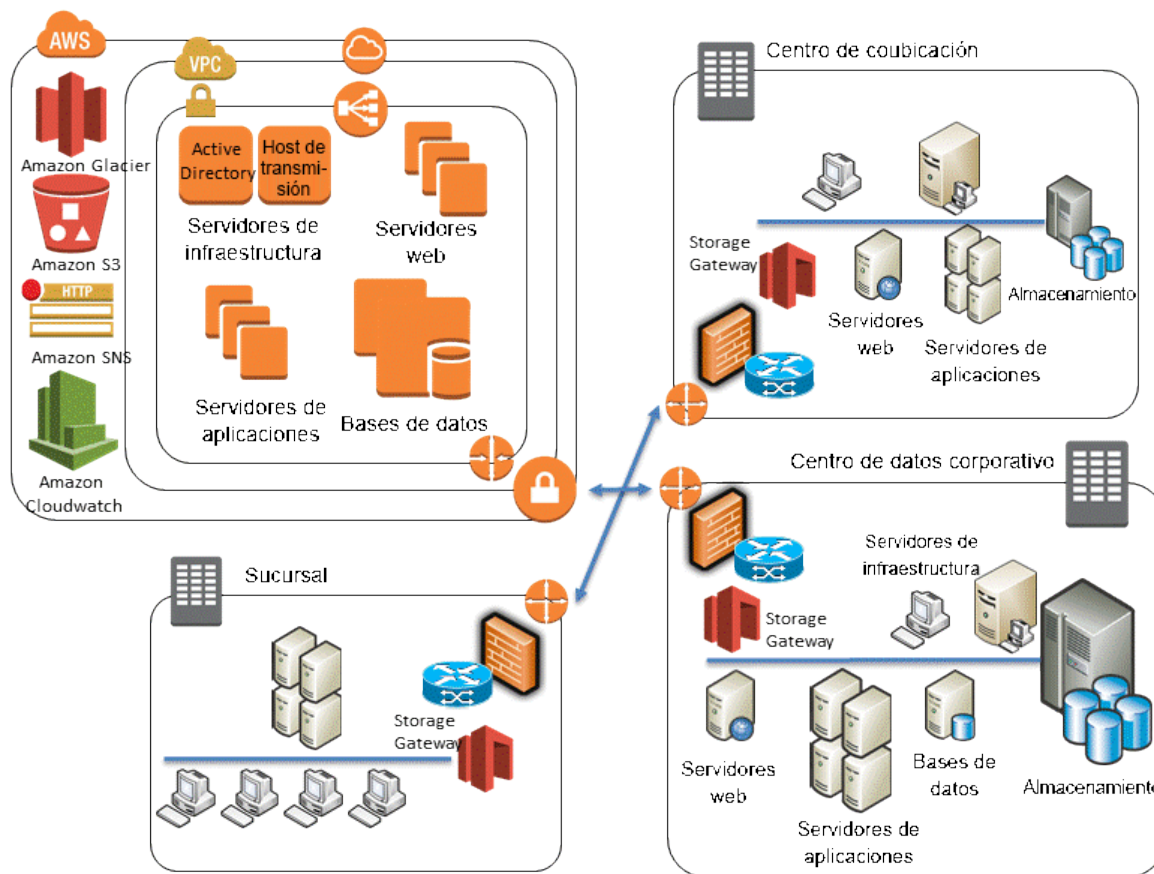 AWS
VPC
Amazon Glacier
Amazon S3
HTTP
Amazon SNS
Amazon
Cloudwatch
Active
Directory
Host de
transmi-
sión
Servidores de
infraestructura
Servidores
web
Servidores de
aplicaciones
Bases de datos
Centro de coubicación
Storage
Gateway
Servidores
web
Servidores de
aplicaciones
Almacenamiento
Centro de datos corporativo
Servidores de
infraestructura
Storage
Gateway
Servidores
web
Servidores de
aplicaciones
Bases de
datos
Almacenamiento
Sucursal
Storage
Gateway